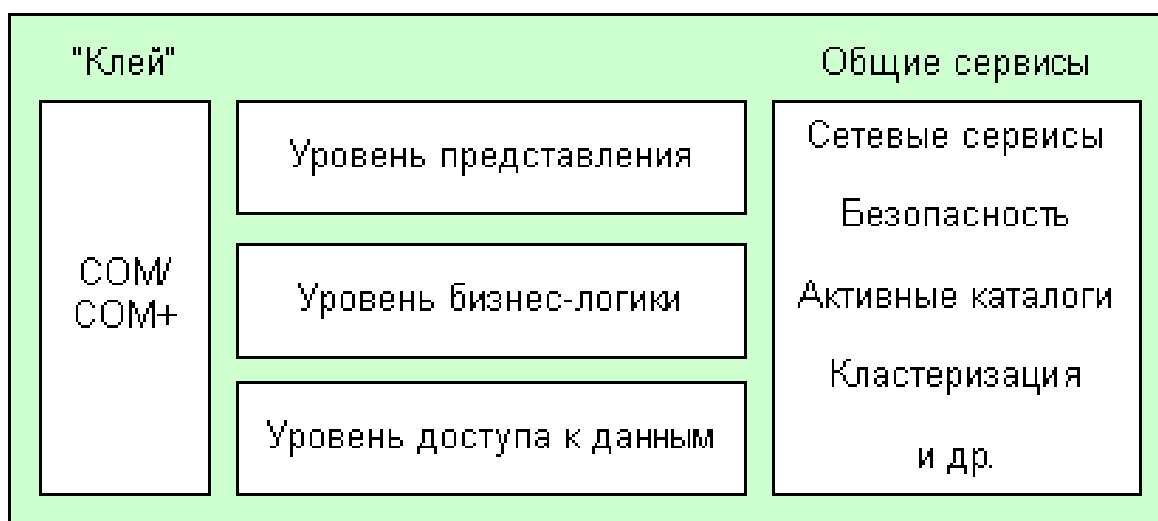 "Клей"
COM/
COM+
Уровень представления
Уровень бизнес-логики
Уровень доступа к данным
Общие сервисы
Сетевые сервисы
Безопасность
Активные каталоги
Кластеризация
и др.